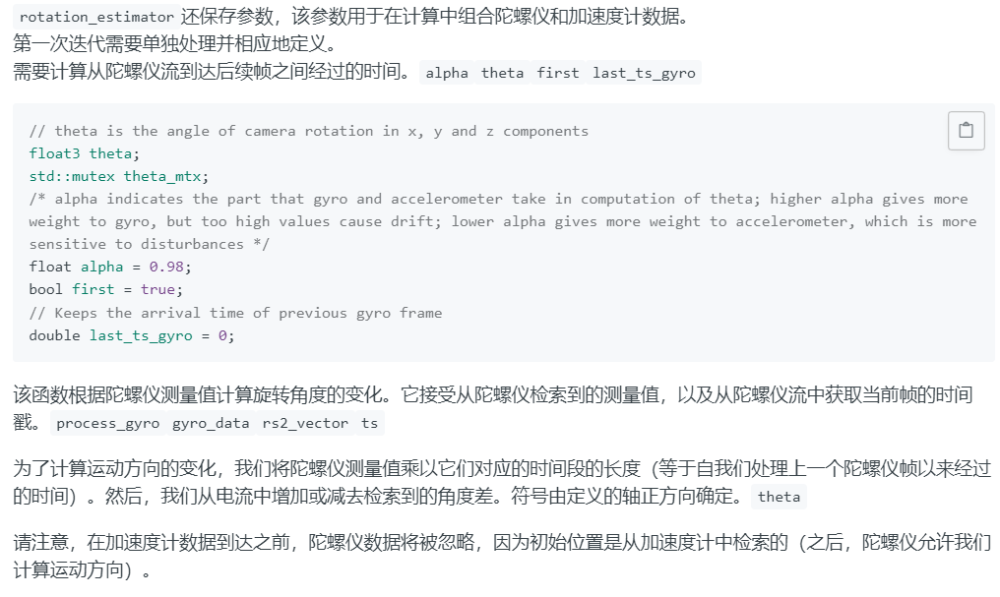 rotation_estimator 还保存参数，该参数用于在计算中组合陀螺仪和加速度计数据。
第一次迭代需要单独处理并相应地定义。
需要计算从陀螺仪流到达后续帧之间经过的时间。 alpha theta first last_ts_gyro
// theta is the angle of camera rotation in x, y and z components
float3 theta;
std::mutex theta_mtx;
/* alpha indicates the part that gyro and accelerometer take in computation of theta; higher alpha gives more
weight to gyro, but too high values cause drift; lower alpha gives more weight to accelerometer, which is more
sensitive to disturbances */
float alpha = 0.98;
bool first = true;
// Keeps the arrival time of previous gyro frame
double last_ts_gyro = 0;
该函数根据陀螺仪测量值计算旋转角度的变化。它接受从陀螺仪检索到的测量值，以及从陀螺仪流中获取当前帧的时间
戳。 process_gyro gyro_data rs2_vector ts
为了计算运动方向的变化，我们将陀螺仪测量值乘以它们对应的时间段的长度（等于自我们处理上一个陀螺仪帧以来经过
的时间）。然后，我们从电流中增加或减去检索到的角度差。符号由定义的轴正方向确定。 theta
请注意，在加速度计数据到达之前，陀螺仪数据将被忽略，因为初始位置是从加速度计中检索的（之后，陀螺仪允许我们
计算运动方向）。